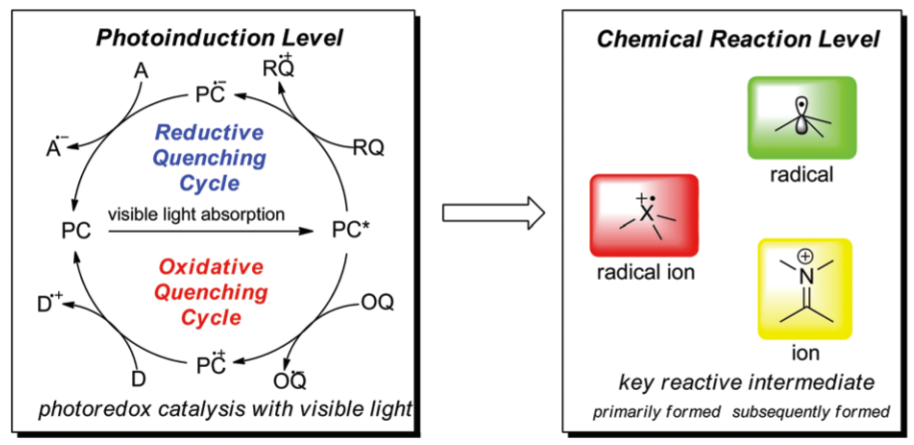 Photoinduction Level
A
RQ•+
PC•−
A•−
Reductive
Quenching
Cycle
RQ
PC
visible light absorption
PC*
Oxidative
Quenching
Cycle
D•+
OQ
PC•+
D
OQ•−
photoredox catalysis with visible light
Chemical Reaction Level
radical
+•
X
radical ion
+
N
ion
key reactive intermediate
primarily formed subsequently formed